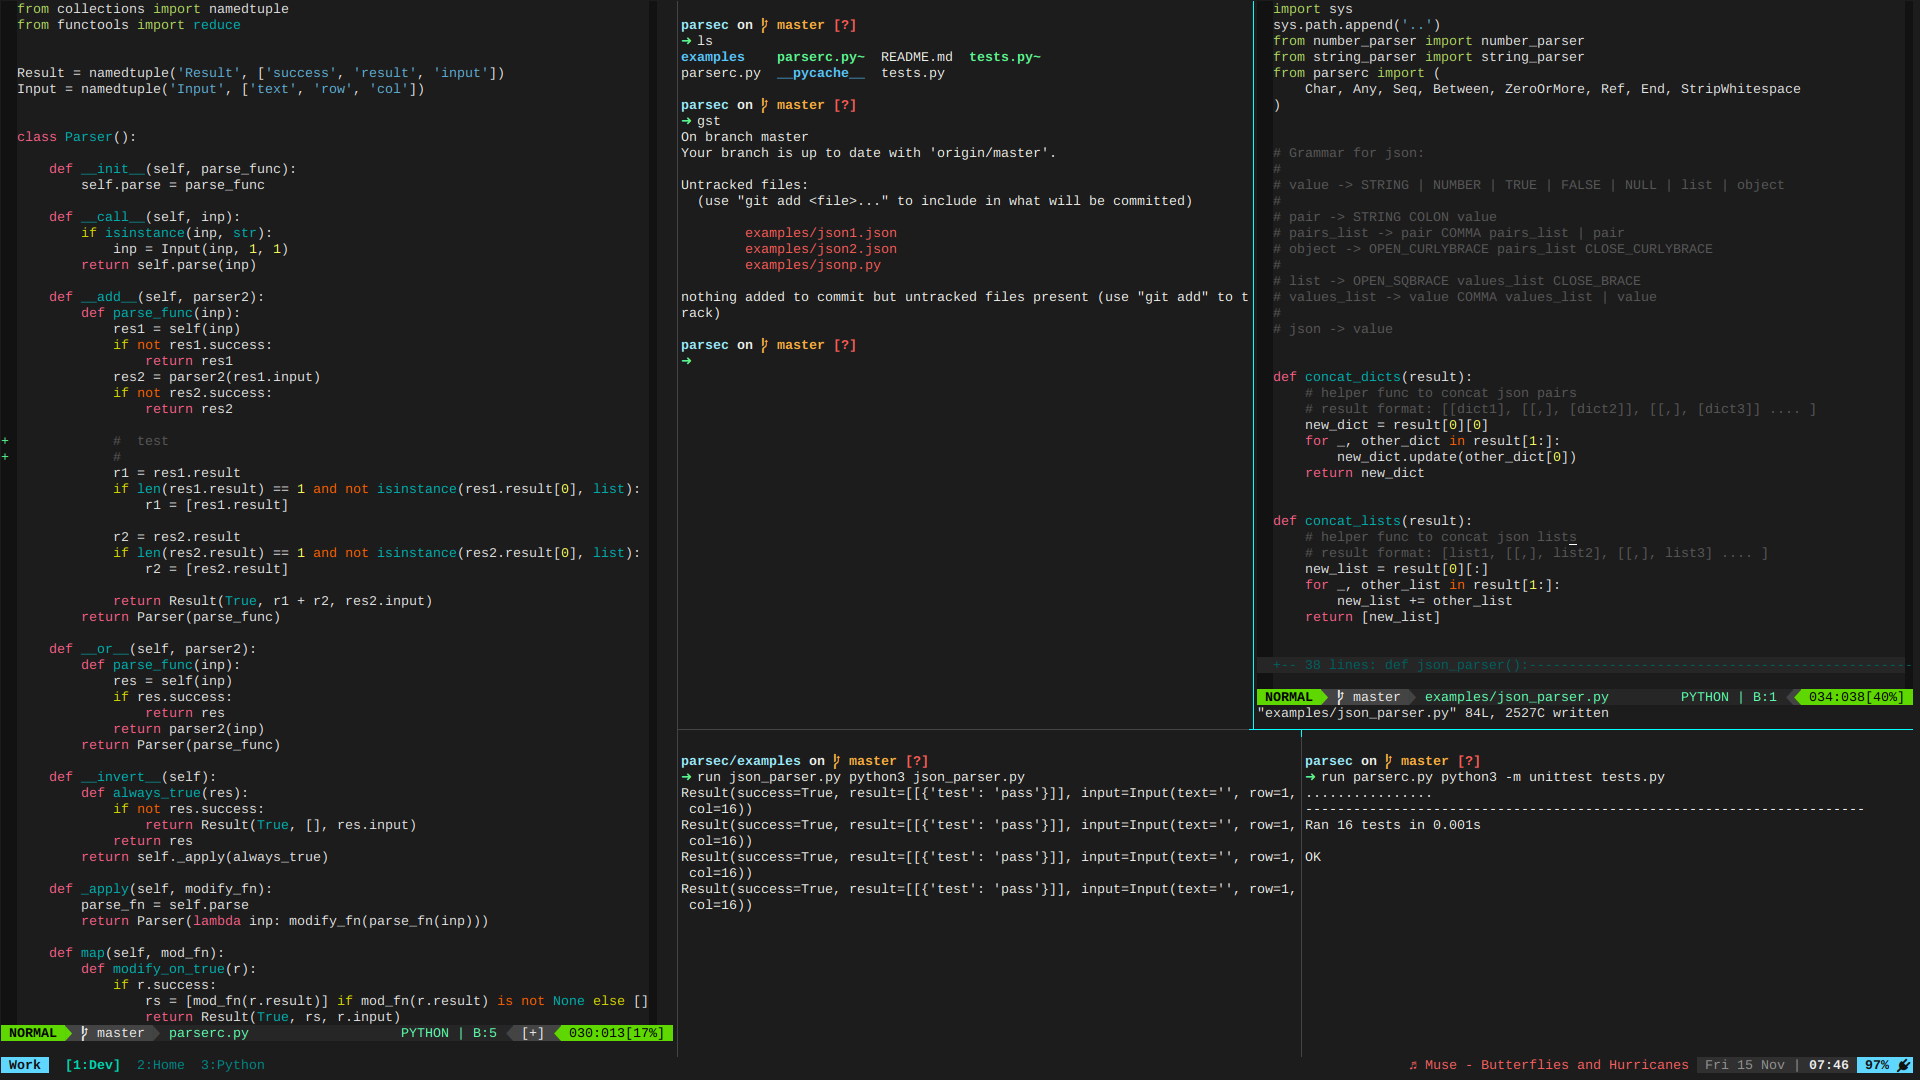 from collections import namedtuple
from functools import reduce
Result = namedtuple('Result', ['success', 'result', 'input'])
Input = namedtuple('Input', ['text', 'row', 'col'])
class Parser():
    def __init__(self, parse_func):
        self.parse = parse_func
    def __call__(self, inp):
        if isinstance(inp, str):
            inp = Input(inp, 1, 1)
        return self.parse(inp)
    def __add__(self, parser2):
        def parse_func(inp):
            res1 = self(inp)
            if not res1.success:
                return res1
            res2 = parser2(res1.input)
            if not res2.success:
                return res2
+            #  test
+            #
            r1 = res1.result
            if len(res1.result) == 1 and not isinstance(res1.result[0], list):
                r1 = [res1.result]
            r2 = res2.result
            if len(res2.result) == 1 and not isinstance(res2.result[0], list):
                r2 = [res2.result]
            return Result(True, r1 + r2, res2.input)
        return Parser(parse_func)
    def __or__(self, parser2):
        def parse_func(inp):
            res = self(inp)
            if res.success:
                return res
            return parser2(inp)
        return Parser(parse_func)
    def __invert__(self):
        def always_true(res):
            if not res.success:
                return Result(True, [], res.input)
            return res
        return self._apply(always_true)
    def _apply(self, modify_fn):
        parse_fn = self.parse
        return Parser(lambda inp: modify_fn(parse_fn(inp)))
    def map(self, mod_fn):
        def modify_on_true(r):
            if r.success:
                rs = [mod_fn(r.result)] if mod_fn(r.result) is not None else []
                return Result(True, rs, r.input)
NORMAL master parserc.py PYTHON | B:5 [+] 030:013[17%]
parsec on master [?]
➜ ls
examples    parserc.py~  README.md  tests.py~
parserc.py  __pycache__  tests.py
parsec on master [?]
➜ gst
On branch master
Your branch is up to date with 'origin/master'.
Untracked files:
  (use "git add <file>..." to include in what will be committed)
        examples/json1.json
        examples/json2.json
        examples/jsonp.py
nothing added to commit but untracked files present (use "git add" to t
rack)
parsec on master [?]
➜
import sys
sys.path.append('..')
from number_parser import number_parser
from string_parser import string_parser
from parserc import (
    Char, Any, Seq, Between, ZeroOrMore, Ref, End, StripWhitespace
)
# Grammar for json:
#
# value -> STRING | NUMBER | TRUE | FALSE | NULL | list | object
#
# pair -> STRING COLON value
# pairs_list -> pair COMMA pairs_list | pair
# object -> OPEN_CURLYBRACE pairs_list CLOSE_CURLYBRACE
#
# list -> OPEN_SQBRACE values_list CLOSE_BRACE
# values_list -> value COMMA values_list | value
#
# json -> value
def concat_dicts(result):
    # helper func to concat json pairs
    # result format: [[dict1], [[,], [dict2]], [[,], [dict3]] .... ]
    new_dict = result[0][0]
    for _, other_dict in result[1:]:
        new_dict.update(other_dict[0])
    return new_dict
def concat_lists(result):
    # helper func to concat json lists
    # result format: [list1, [[,], list2], [[,], list3] .... ]
    new_list = result[0][:]
    for _, other_list in result[1:]:
        new_list += other_list
    return [new_list]
+-- 38 lines: def json_parser():------------------------------------------------
NORMAL master examples/json_parser.py PYTHON | B:1 034:038[40%]
"examples/json_parser.py" 84L, 2527C written
parsec/examples on master [?]
➜ run json_parser.py python3 json_parser.py
Result(success=True, result=[[{'test': 'pass'}]], input=Input(text='', row=1,
 col=16))
Result(success=True, result=[[{'test': 'pass'}]], input=Input(text='', row=1,
 col=16))
Result(success=True, result=[[{'test': 'pass'}]], input=Input(text='', row=1,
 col=16))
Result(success=True, result=[[{'test': 'pass'}]], input=Input(text='', row=1,
 col=16))
parsec on master [?]
➜ run parserc.py python3 -m unittest tests.py
................
----------------------------------------------------------------------
Ran 16 tests in 0.001s
OK
Work [1:Dev] 2:Home 3:Python ♬ Muse - Butterflies and Hurricanes Fri 15 Nov | 07:46 97%